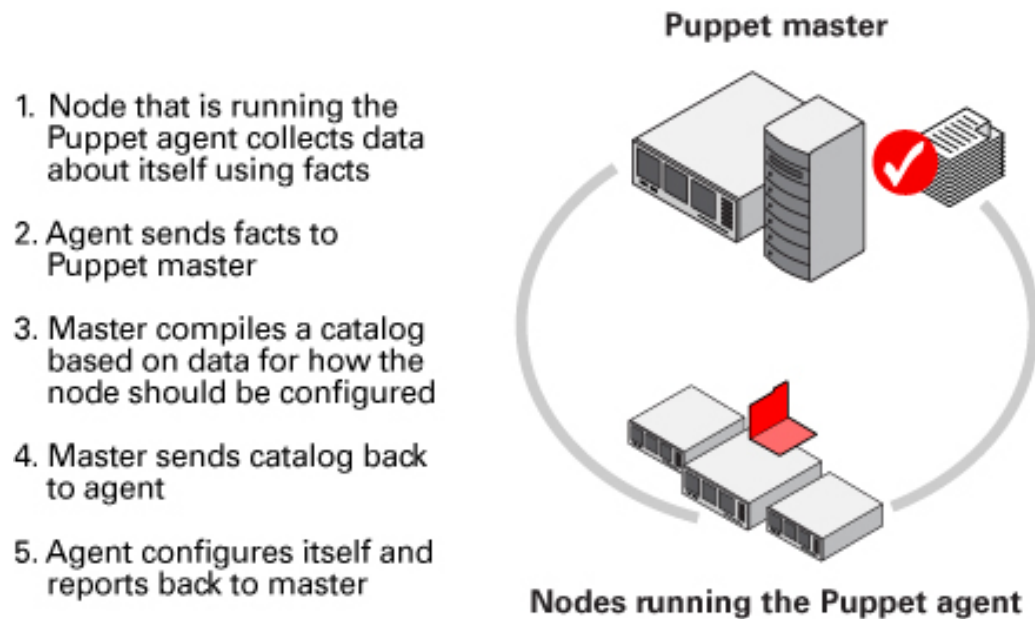 Puppet master
1. Node that is running the
Puppet agent collects data
about itself using facts
2. Agent sends facts to
Puppet master
3. Master compiles a catalog
based on data for how the
node should be configured
4. Master sends catalog back
to agent
5. Agent configures itself and
reports back to master
Nodes running the Puppet agent